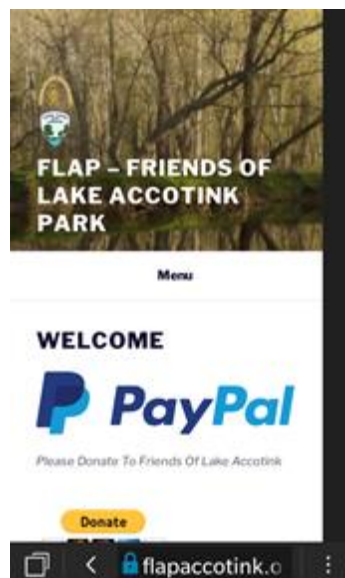 FLAP – FRIENDS OF
LAKE ACCOTINK
PARK
Menu
WELCOME
PayPal
Please Donate To Friends Of Lake Accotink
Donate
flapaccotink.o